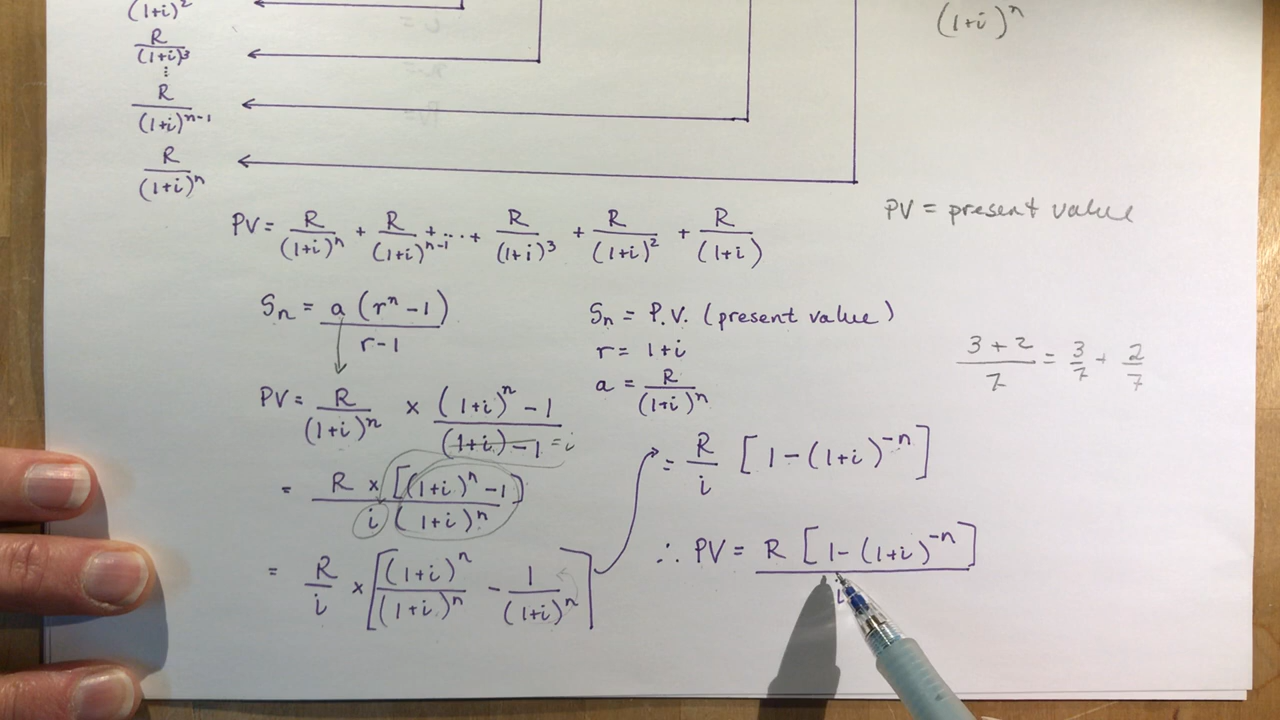 (1+i)²
R/(1+i)³
⋮
R/(1+i)ⁿ⁻¹
R/(1+i)ⁿ
(1+i)ⁿ
PV = present value
PV = R/(1+i)ⁿ + R/(1+i)ⁿ⁻¹ + ... + R/(1+i)³ + R/(1+i)² + R/(1+i)
Sn = a(rⁿ - 1)/r-1
PV = R/(1+i)ⁿ × (1+i)ⁿ - 1/(1+i) - 1 = i
= R × [(1+i)ⁿ - 1]/i (1+i)ⁿ
= R/i × [(1+i)ⁿ/(1+i)ⁿ - 1/(1+i)ⁿ]
Sn = P.V. (present value)
r = 1+i
a = R/(1+i)ⁿ
= R/i [1-(1+i)⁻ⁿ]
∴ PV = R [1-(1+i)⁻ⁿ]/i
3+2/7 = 3/7 + 2/7